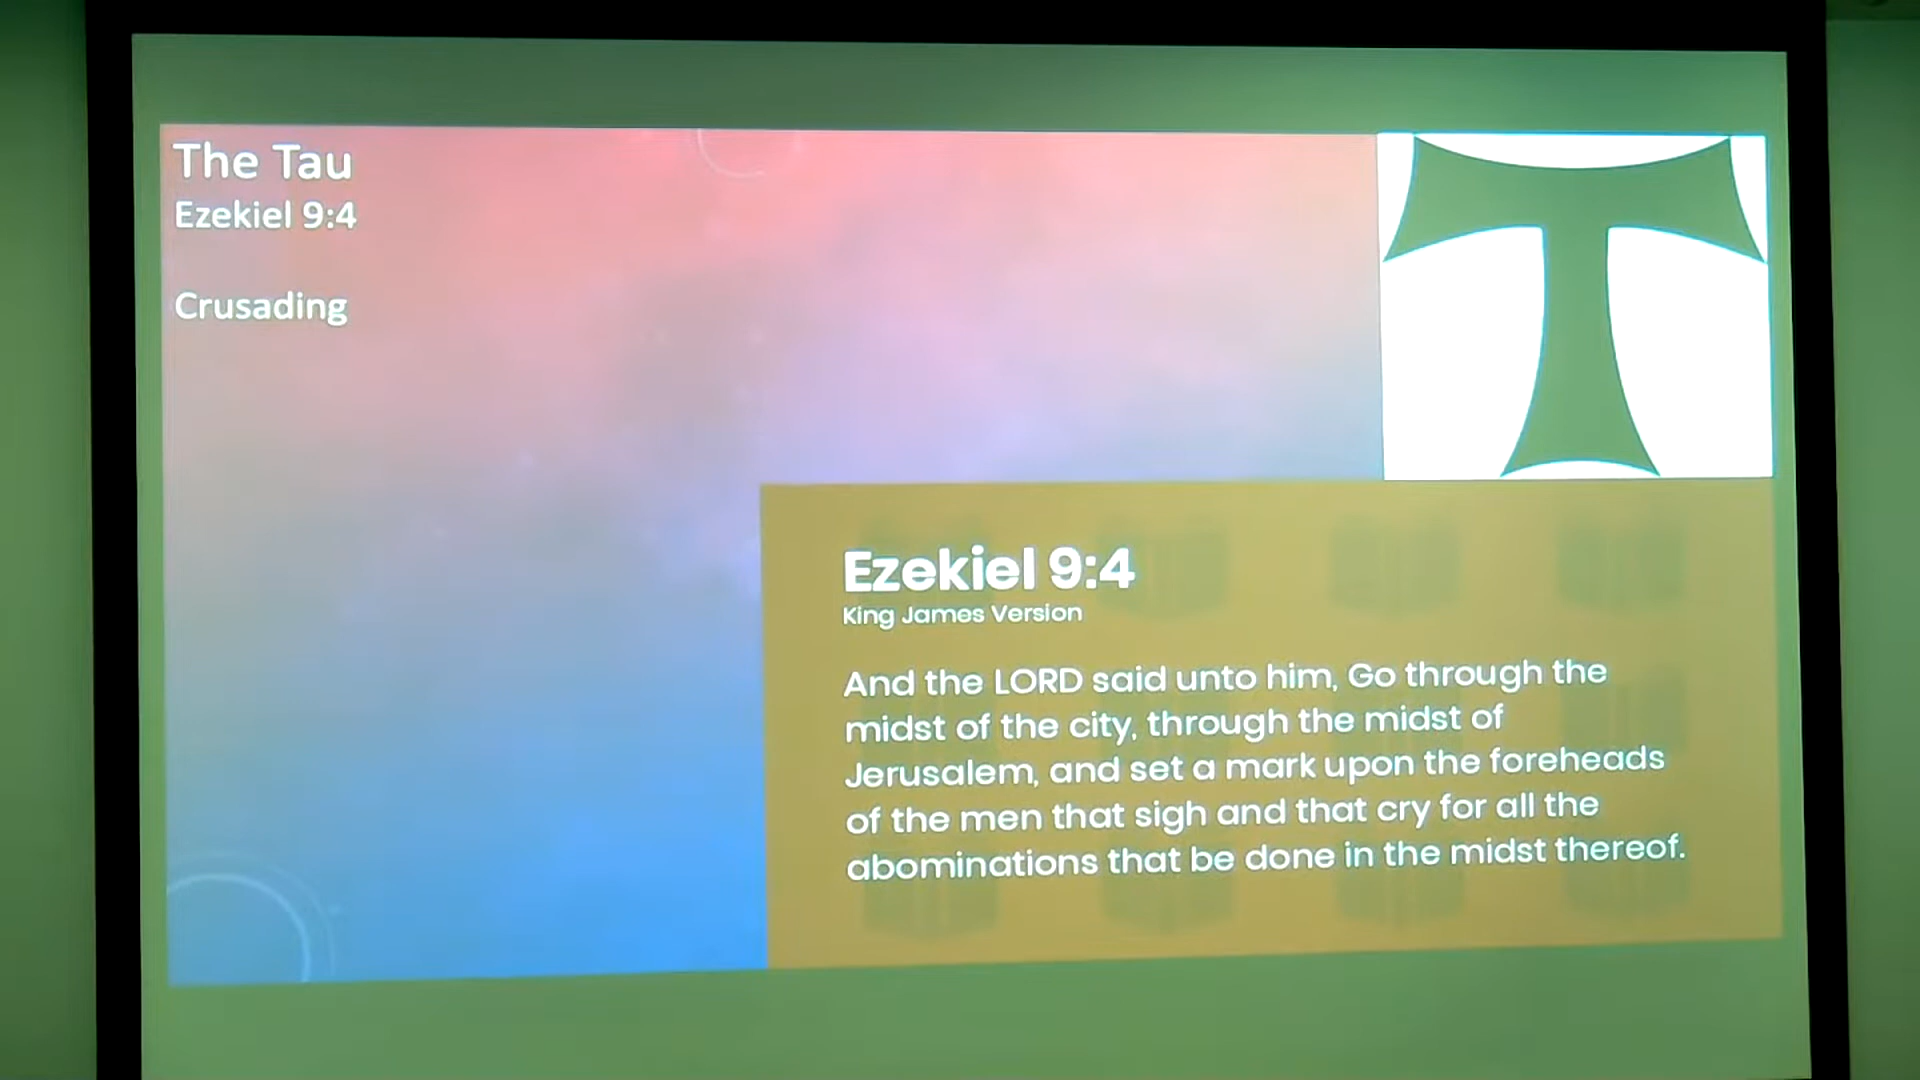 The Tau
Ezekiel 9:4
Crusading
Ezekiel 9:4
King James Version
And the LORD said unto him, Go through the
midst of the city, through the midst of
Jerusalem, and set a mark upon the foreheads
of the men that sigh and that cry for all the
abominations that be done in the midst thereof.